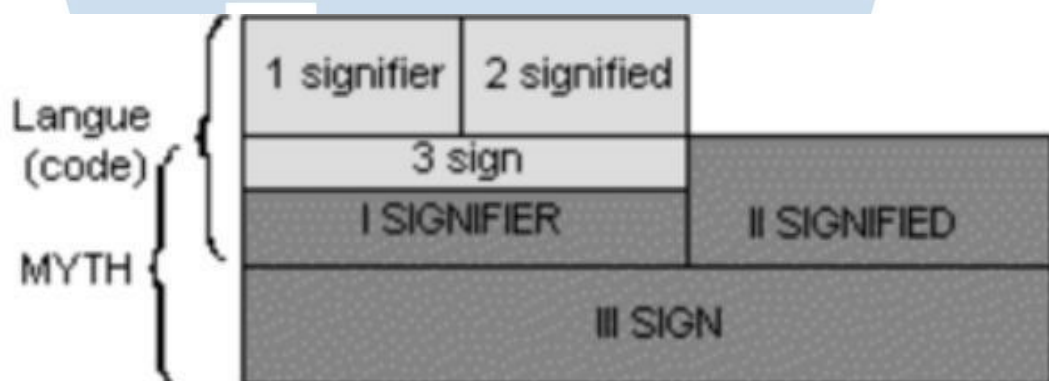 1 signifier 2 signified
Langue
(code)
3 sign
I SIGNIFIER
II SIGNIFIED
MYTH
III SIGN